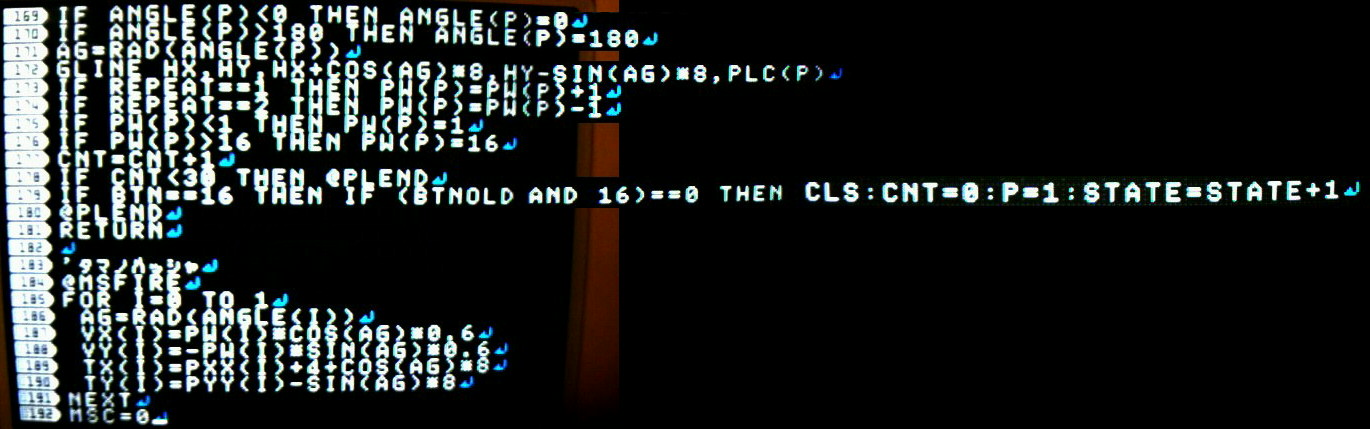 169 IF ANGLE(P)<0 THEN ANGLE(P)=0
170 IF ANGLE(P)>180 THEN ANGLE(P)=180
171 AG=RAD(ANGLE(P))
172 GLINE HX,HY,HX+COS(AG)*8,HY-SIN(AG)*8,PLC(P)
173 IF REPEAT==1 THEN PW(P)=PW(P)+1
174 IF REPEAT==2 THEN PW(P)=PW(P)-1
175 IF PW(P)<1 THEN PW(P)=1
176 IF PW(P)>16 THEN PW(P)=16
177 CNT=CNT+1
178 IF CNT<30 THEN @PLEND
179 IF BTN==16 THEN IF (BTNOLD AND 16)==0 THEN CLS:CNT=0:P=1:STATE=STATE+1
180 @PLEND
181 RETURN
182
183 'タマノハッシャ
184 @MSFIRE
185 FOR I=0 TO 1
186 AG=RAD(ANGLE(I))
187 VX(I)=PW(I)*COS(AG)*0.6
188 VY(I)=-PW(I)*SIN(AG)*0.6
189 TX(I)=PXX(I)+4+COS(AG)*8
190 TY(I)=PYY(I)-SIN(AG)*8
191 NEXT
192 MSC=0